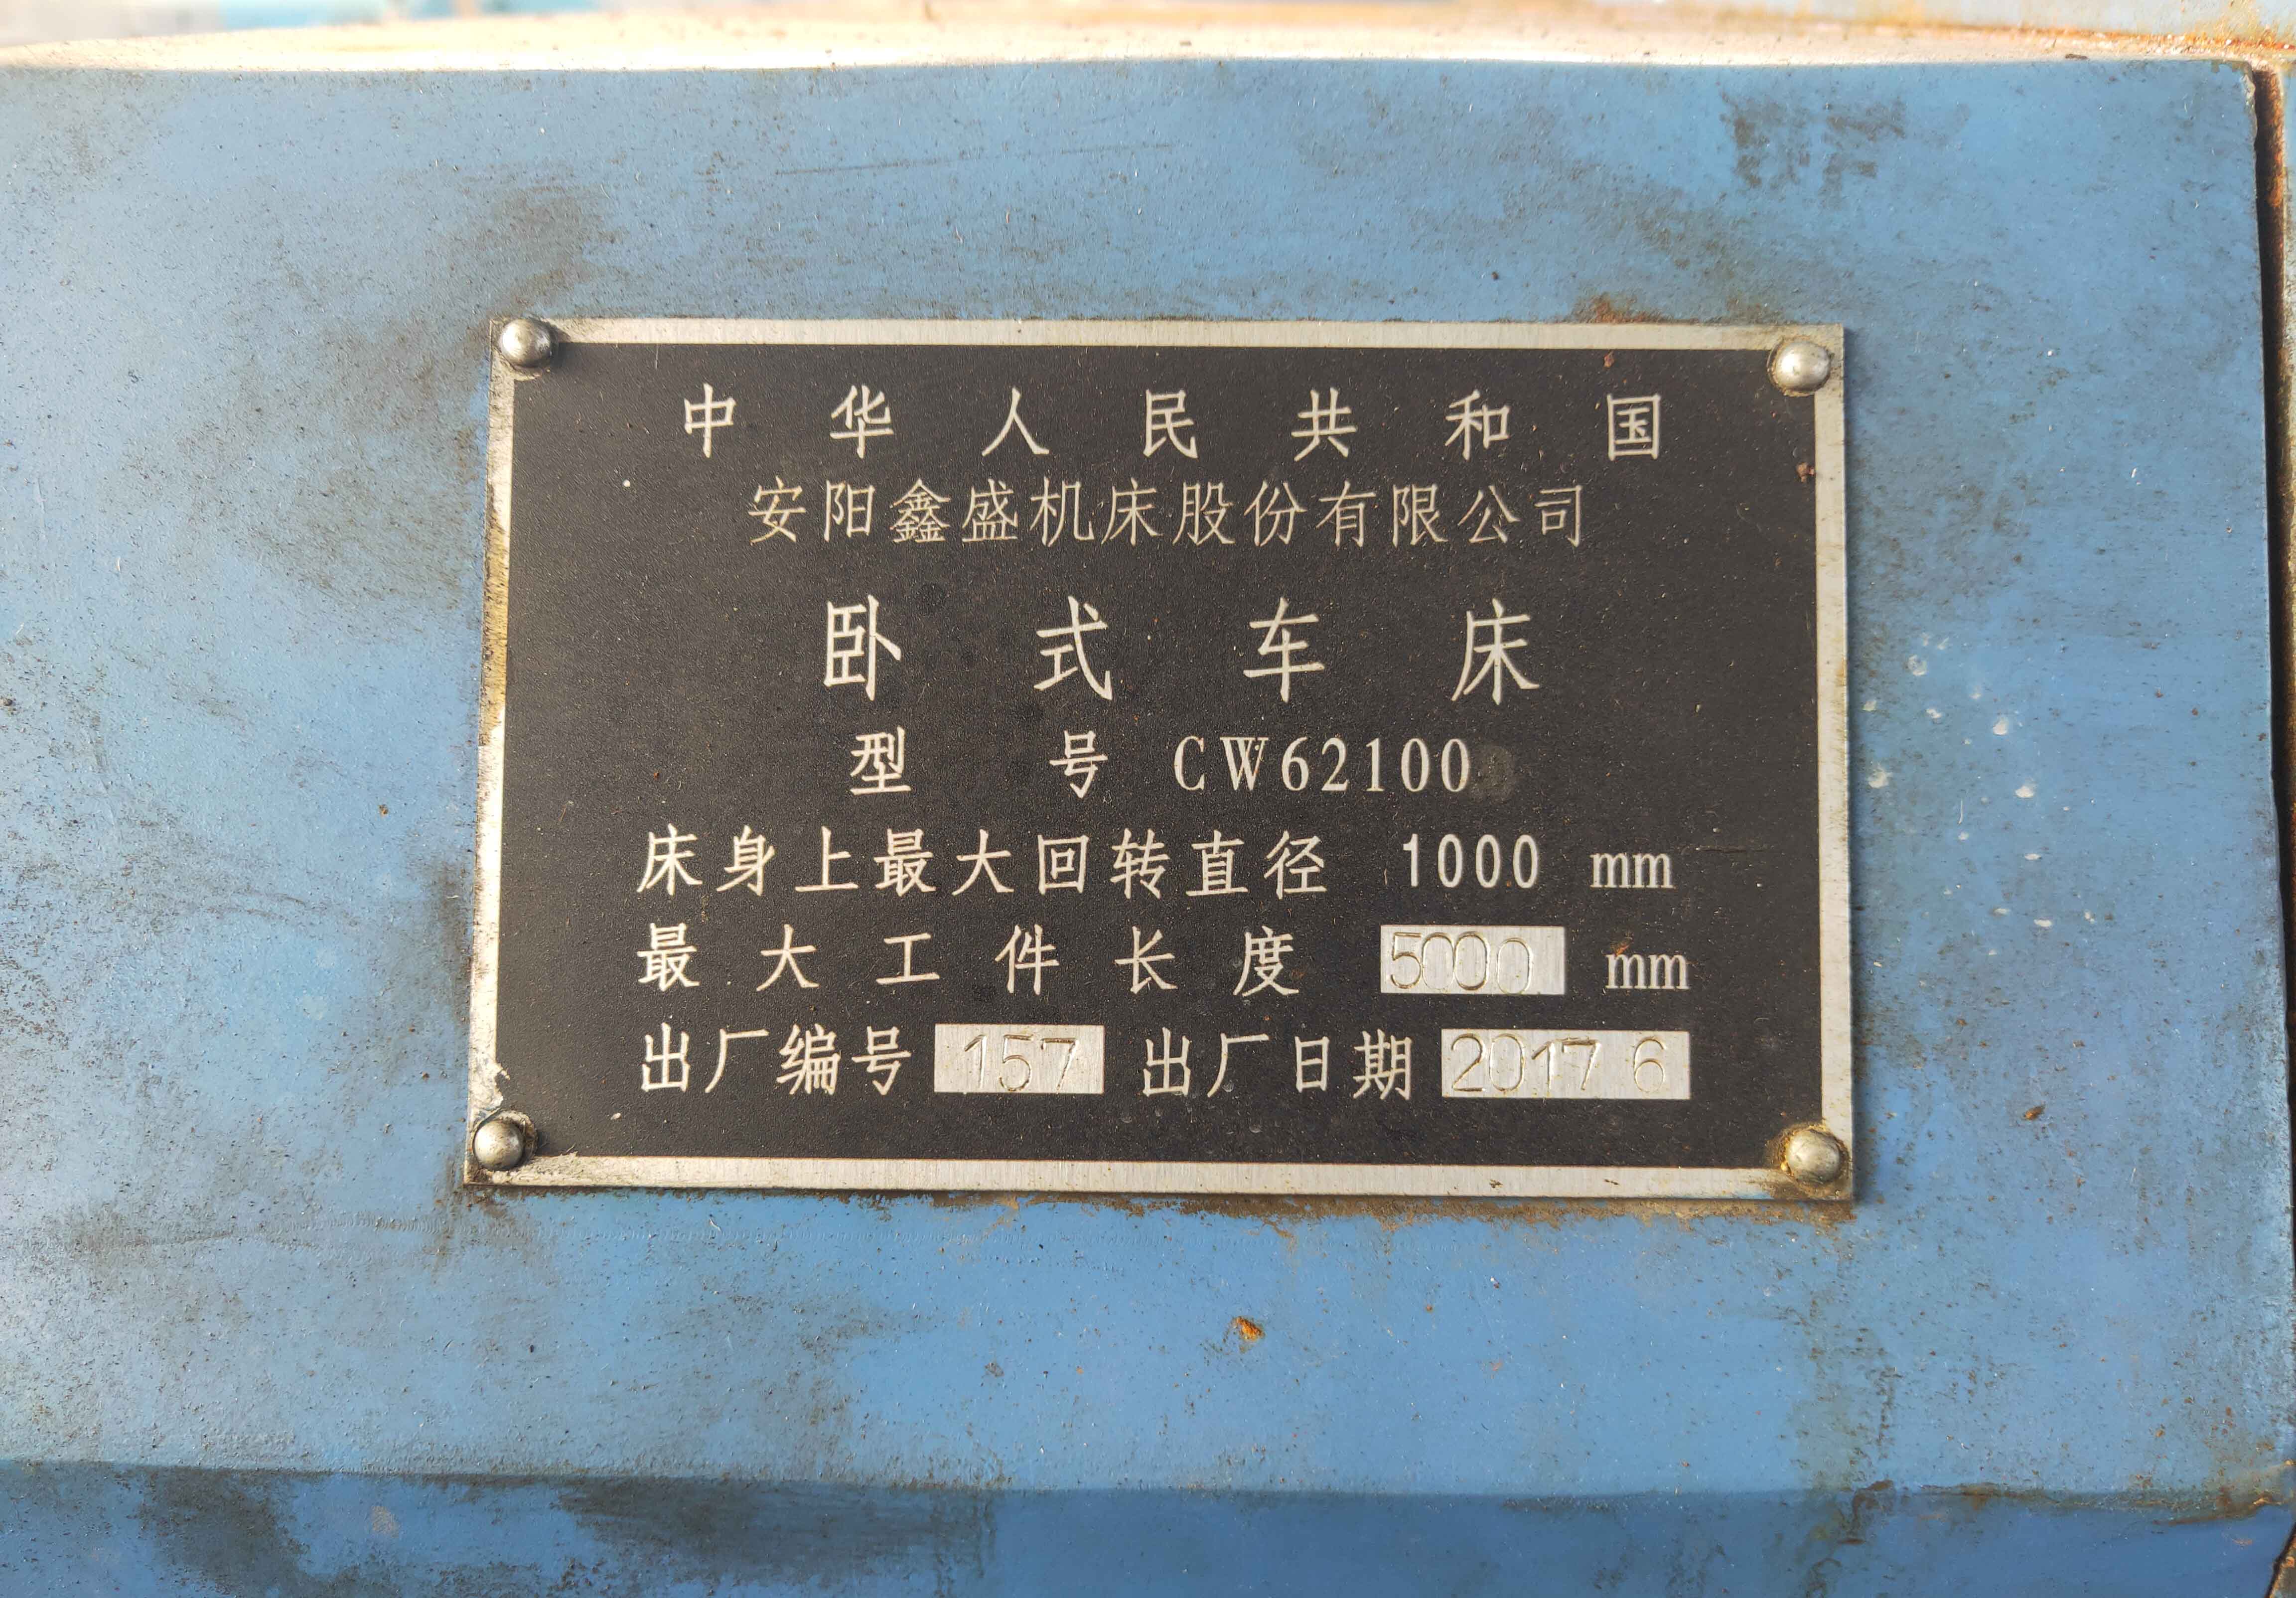 中华人民共和国
安阳鑫盛机床股份有限公司
卧式车床
型号 CW62100
床身上最大回转直径 1000 mm
最大工件长度 5000 mm
出厂编号 157 出厂日期 2017 6